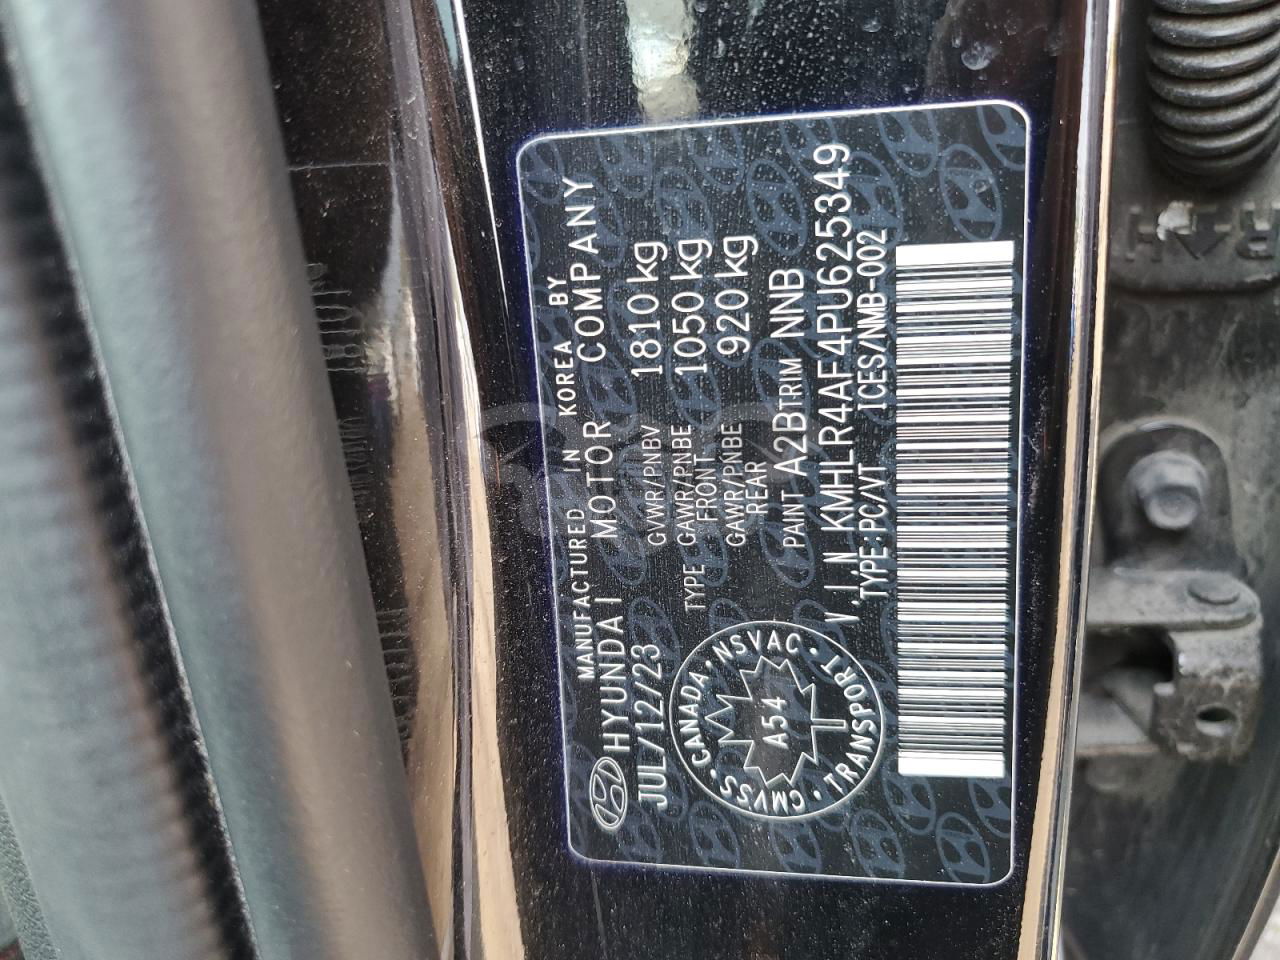 MANUFACTURED IN KOREA BY
HYUNDAI MOTOR COMPANY
JUL/12/23
GVWR/PNBV 1810 kg
TYPE GAWR/PNBE FRONT 1050 kg
GAWR/PNBE REAR 920 kg
PAINT A2B TRIM NNB
V.I.N KMHLR4AF4PU625349
TYPE:PC/VT ICES/NMB-002
CANADA · NSVAC · TRANSPORT · CMVSS
A54
R↔H